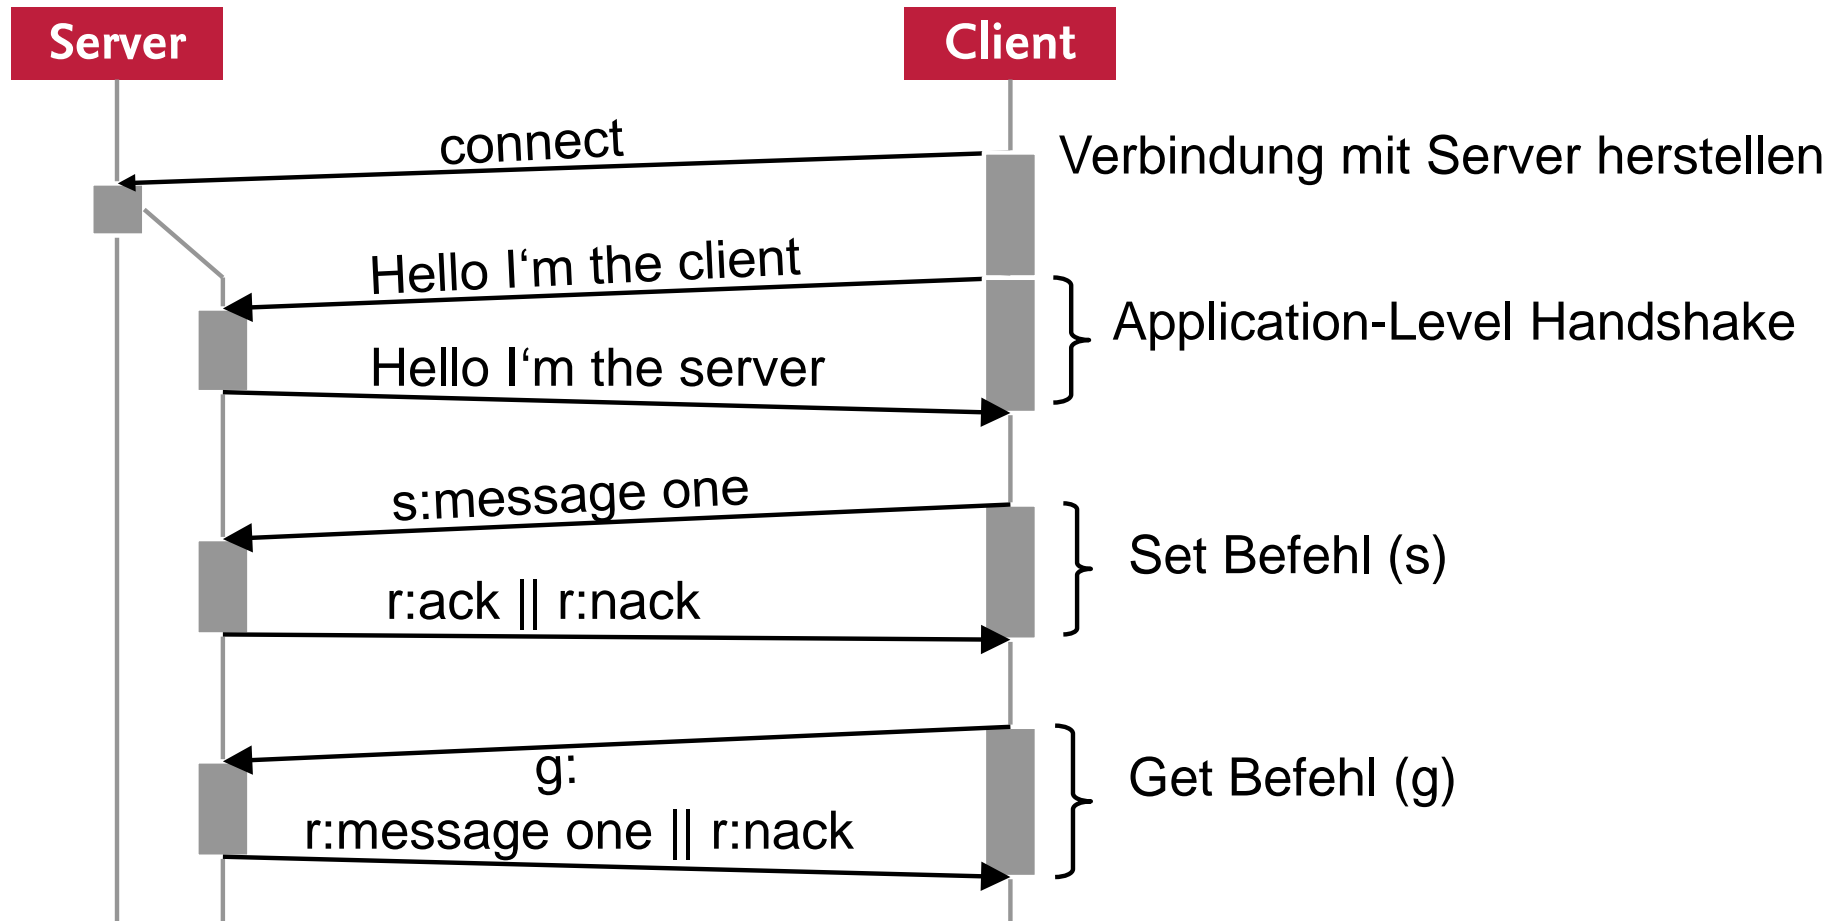 Server
Client
connect
Verbindung mit Server herstellen
Hello I‘m the client
Application-Level Handshake
Hello I‘m the server
s:message one
Set Befehl (s)
r:ack || r:nack
g:
Get Befehl (g)
r:message one || r:nack